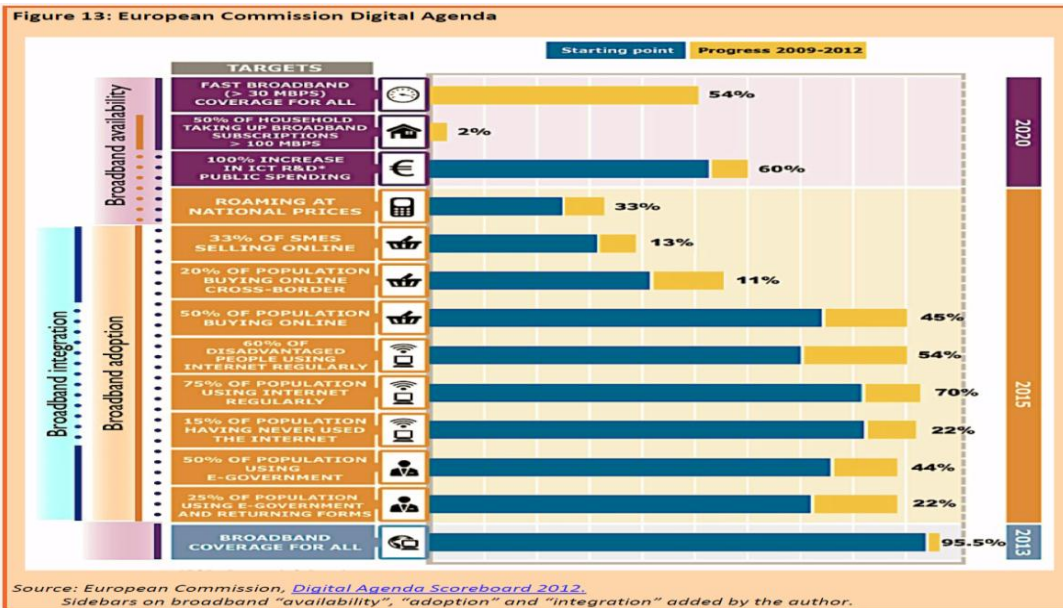 Figure 13: European Commission Digital Agenda
Starting point
Progress 2009-2012
TARGETS
FAST BROADBAND
(> 30 MBPS)
COVERAGE FOR ALL
54%
50% OF HOUSEHOLD
TAKING UP BROADBAND
SUBSCRIPTIONS
> 100 MBPS
2%
100% INCREASE
IN ICT R&D*
PUBLIC SPENDING
€
60%
ROAMING AT
NATIONAL PRICES
33%
33% OF SMES
SELLING ONLINE
13%
20% OF POPULATION
BUYING ONLINE
CROSS-BORDER
11%
50% OF POPULATION
BUYING ONLINE
45%
60% OF
DISADVANTAGED
PEOPLE USING
INTERNET REGULARLY
54%
75% OF POPULATION
USING INTERNET
REGULARLY
70%
15% OF POPULATION
HAVING NEVER USED
THE INTERNET
22%
50% OF POPULATION
USING
E-GOVERNMENT
44%
25% OF POPULATION
USING E-GOVERNMENT
AND RETURNING FORMS
22%
BROADBAND
COVERAGE FOR ALL
95.5%
Broadband availability
Broadband integration
Broadband adoption
2020
2015
2013
Source: European Commission, Digital Agenda Scoreboard 2012.
Sidebars on broadband “availability”, “adoption” and “integration” added by the author.